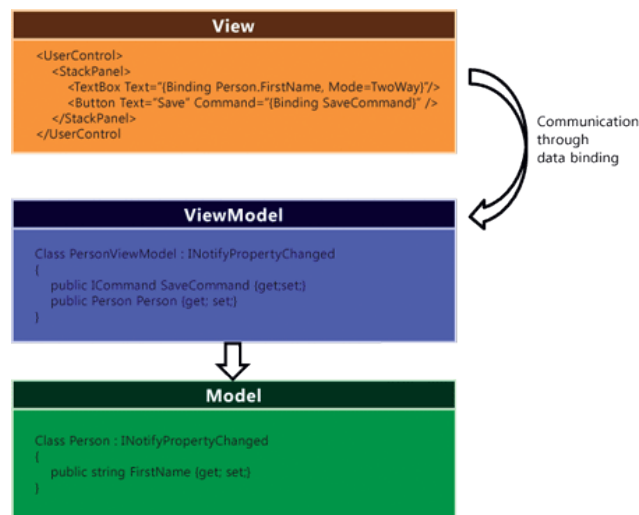 View
<UserControl>
<StackPanel>
<TextBox Text="{Binding Person.FirstName, Mode=TwoWay}"/>
<Button Text="Save" Command="{Binding SaveCommand}" />
</StackPanel>
</UserControl
Communication
through
data binding
ViewModel
Class PersonViewModel : INotifyPropertyChanged
{
public ICommand SaveCommand {get;set;}
public Person Person {get; set;}
}
Model
Class Person : INotifyPropertyChanged
{
public string FirstName {get; set;}
}